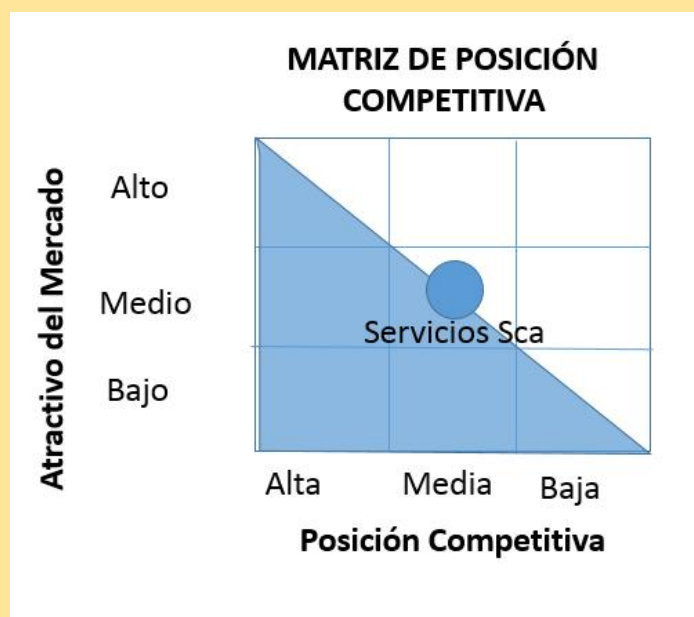 MATRIZ DE POSICIÓN
COMPETITIVA
Atractivo del Mercado
Alto
Medio
Servicios Sca
Bajo
Alta
Media
Baja
Posición Competitiva